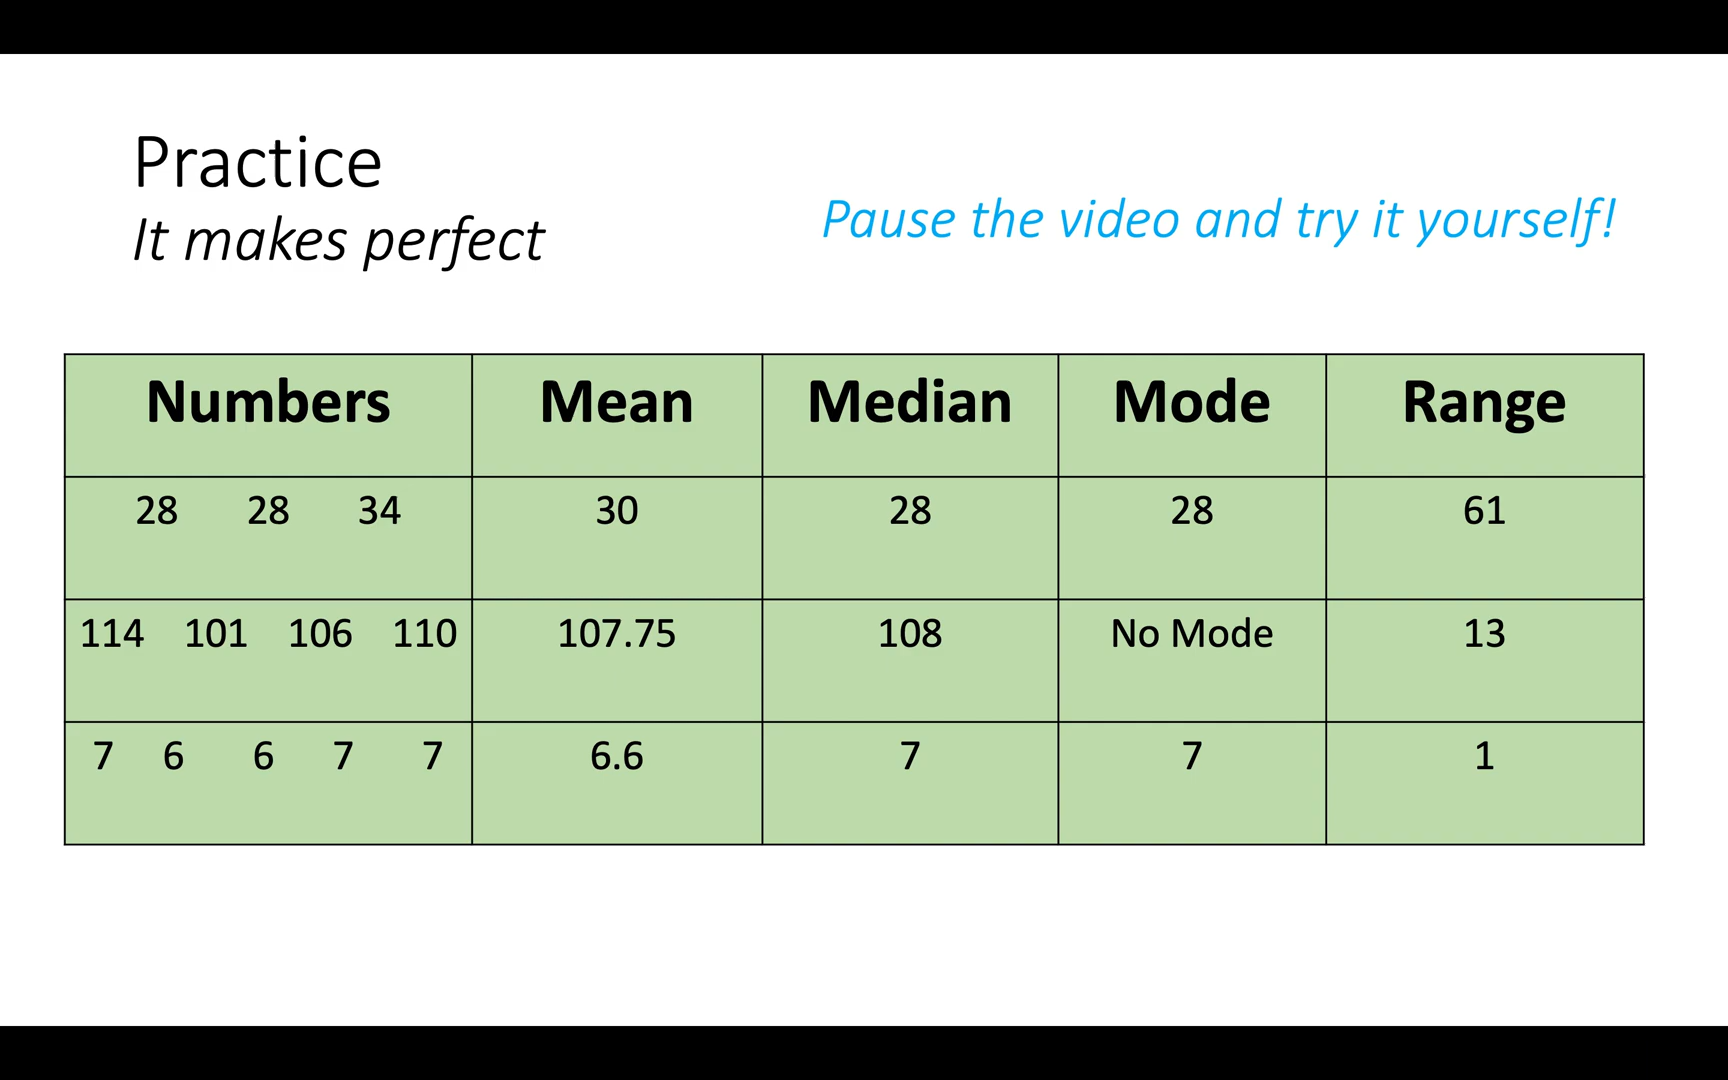 Practice
It makes perfect
Pause the video and try it yourself!
Numbers Mean Median Mode Range
28 28 34 30 28 28 61
114 101 106 110 107.75 108 No Mode 13
7 6 6 7 7 6.6 7 7 1